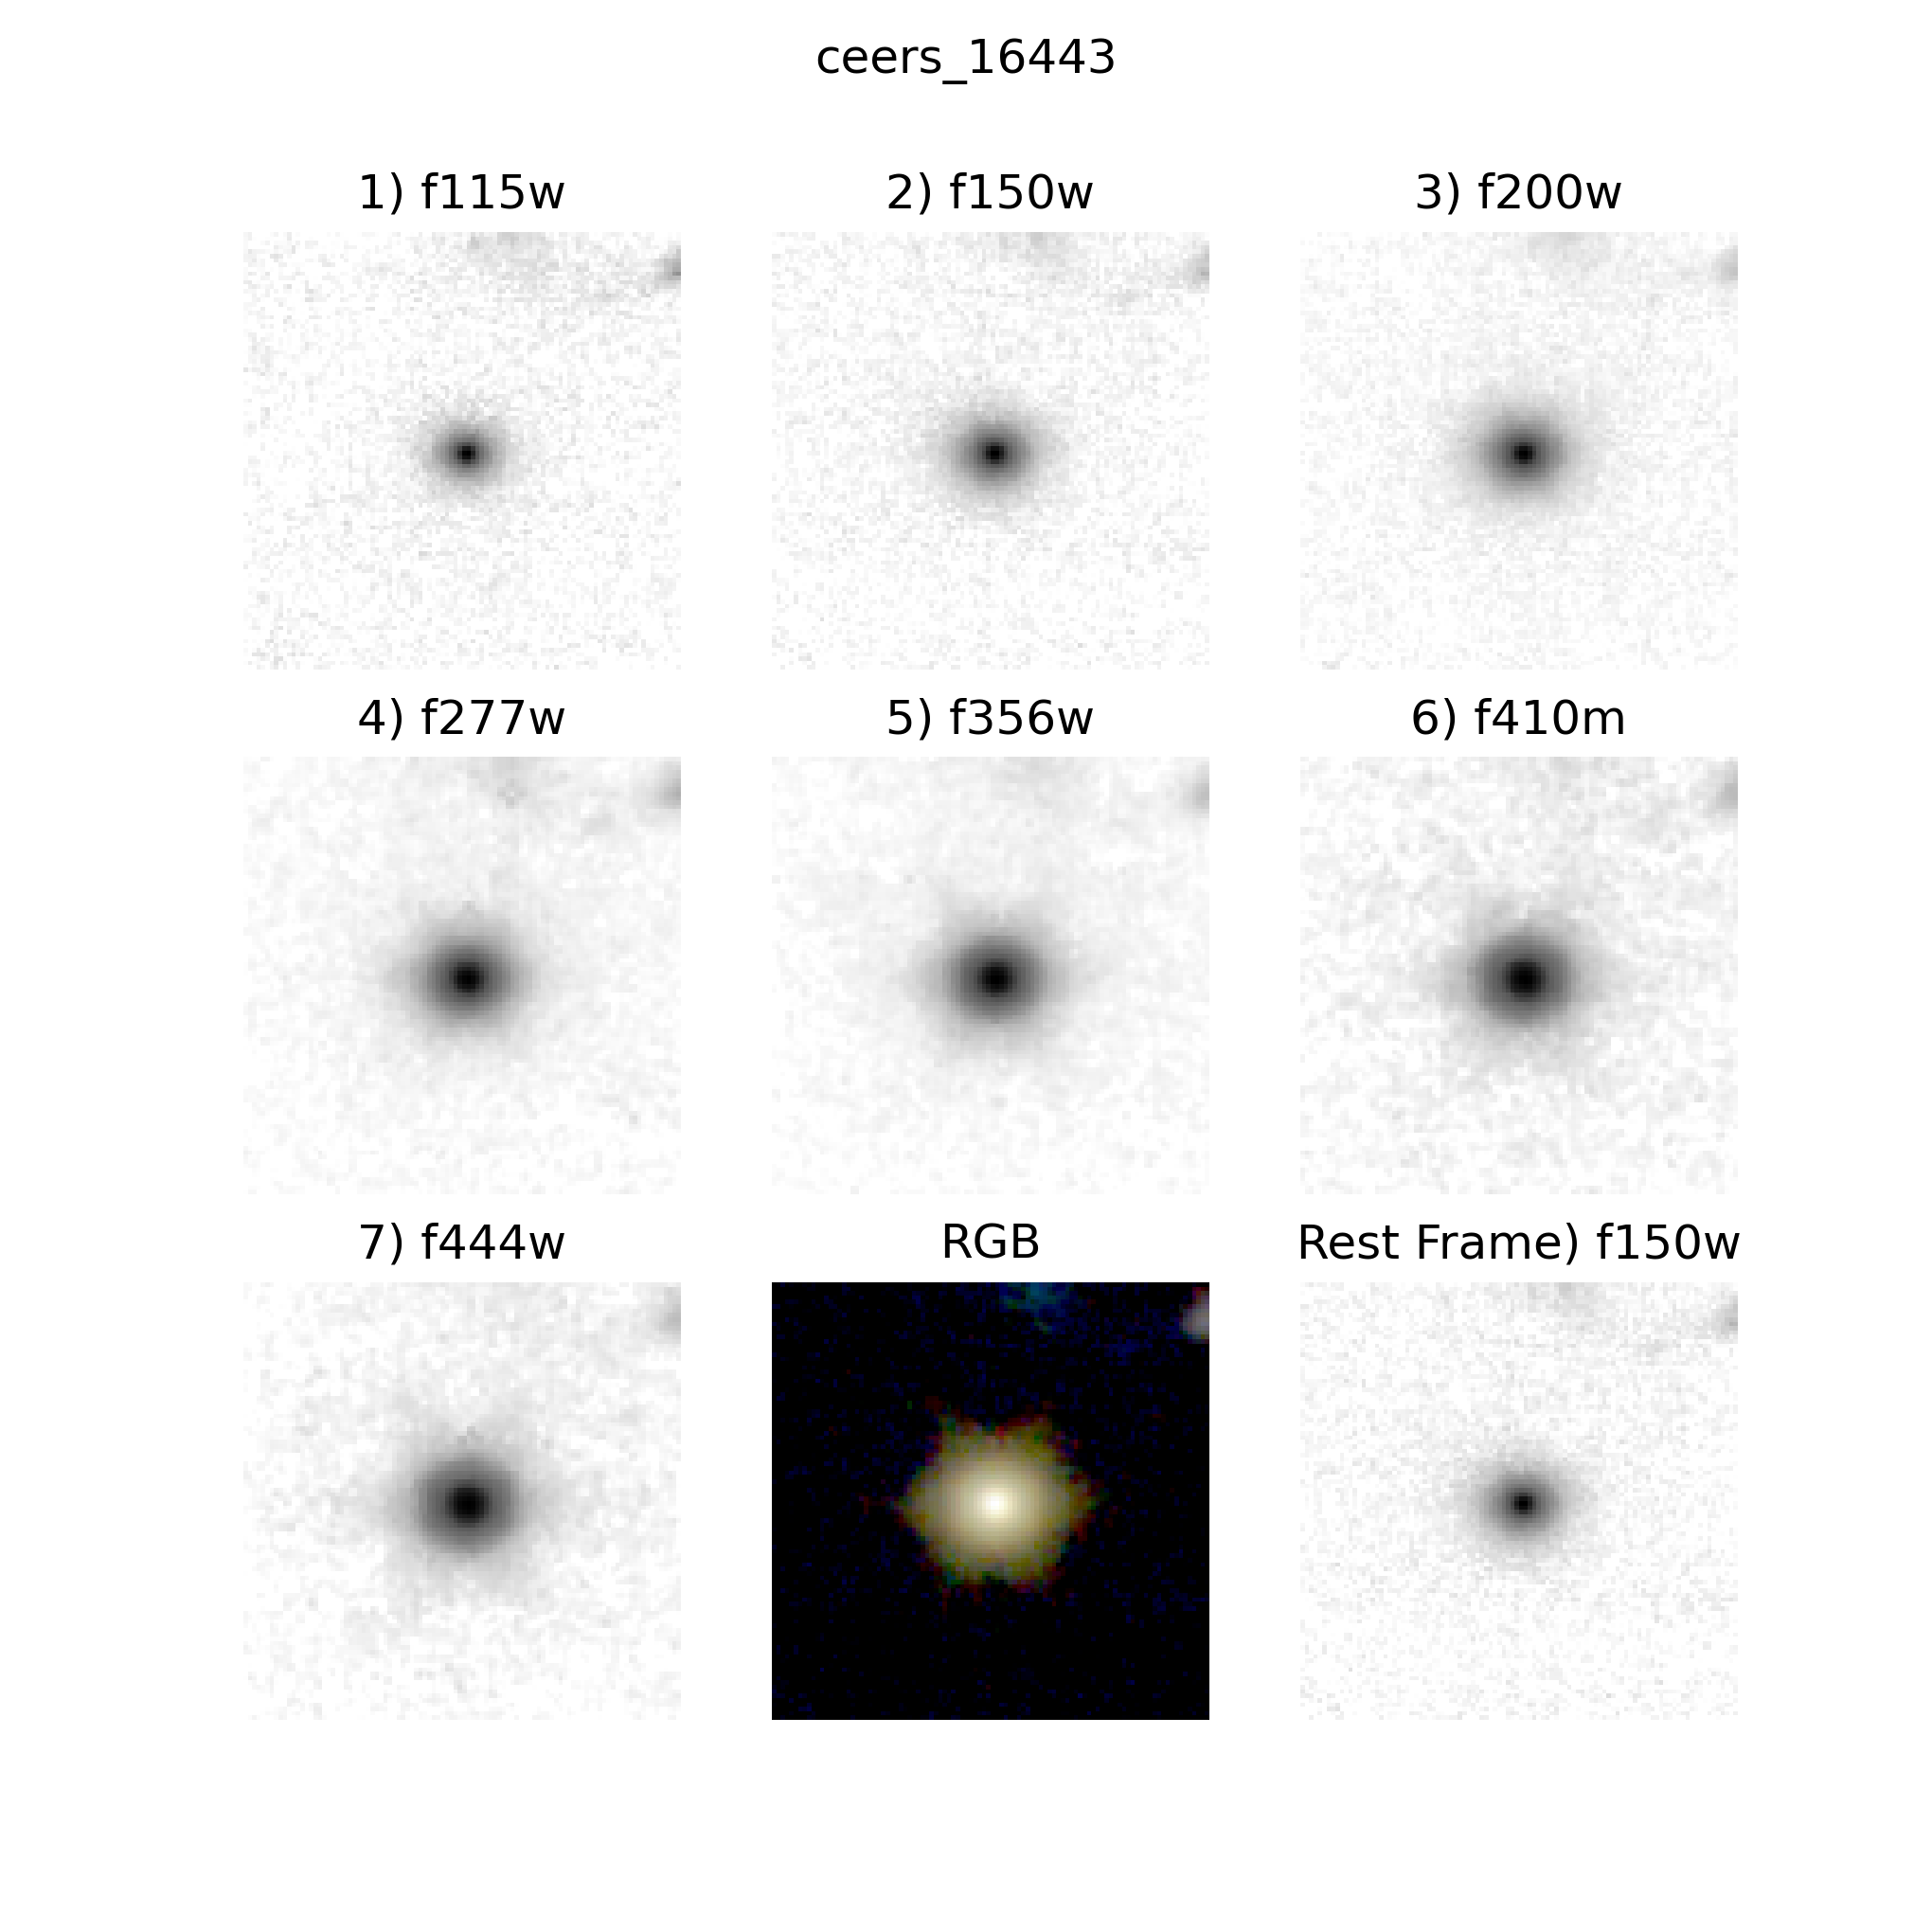 ceers_16443
1) f115w
2) f150w
3) f200w
4) f277w
5) f356w
6) f410m
7) f444w
RGB
Rest Frame) f150w